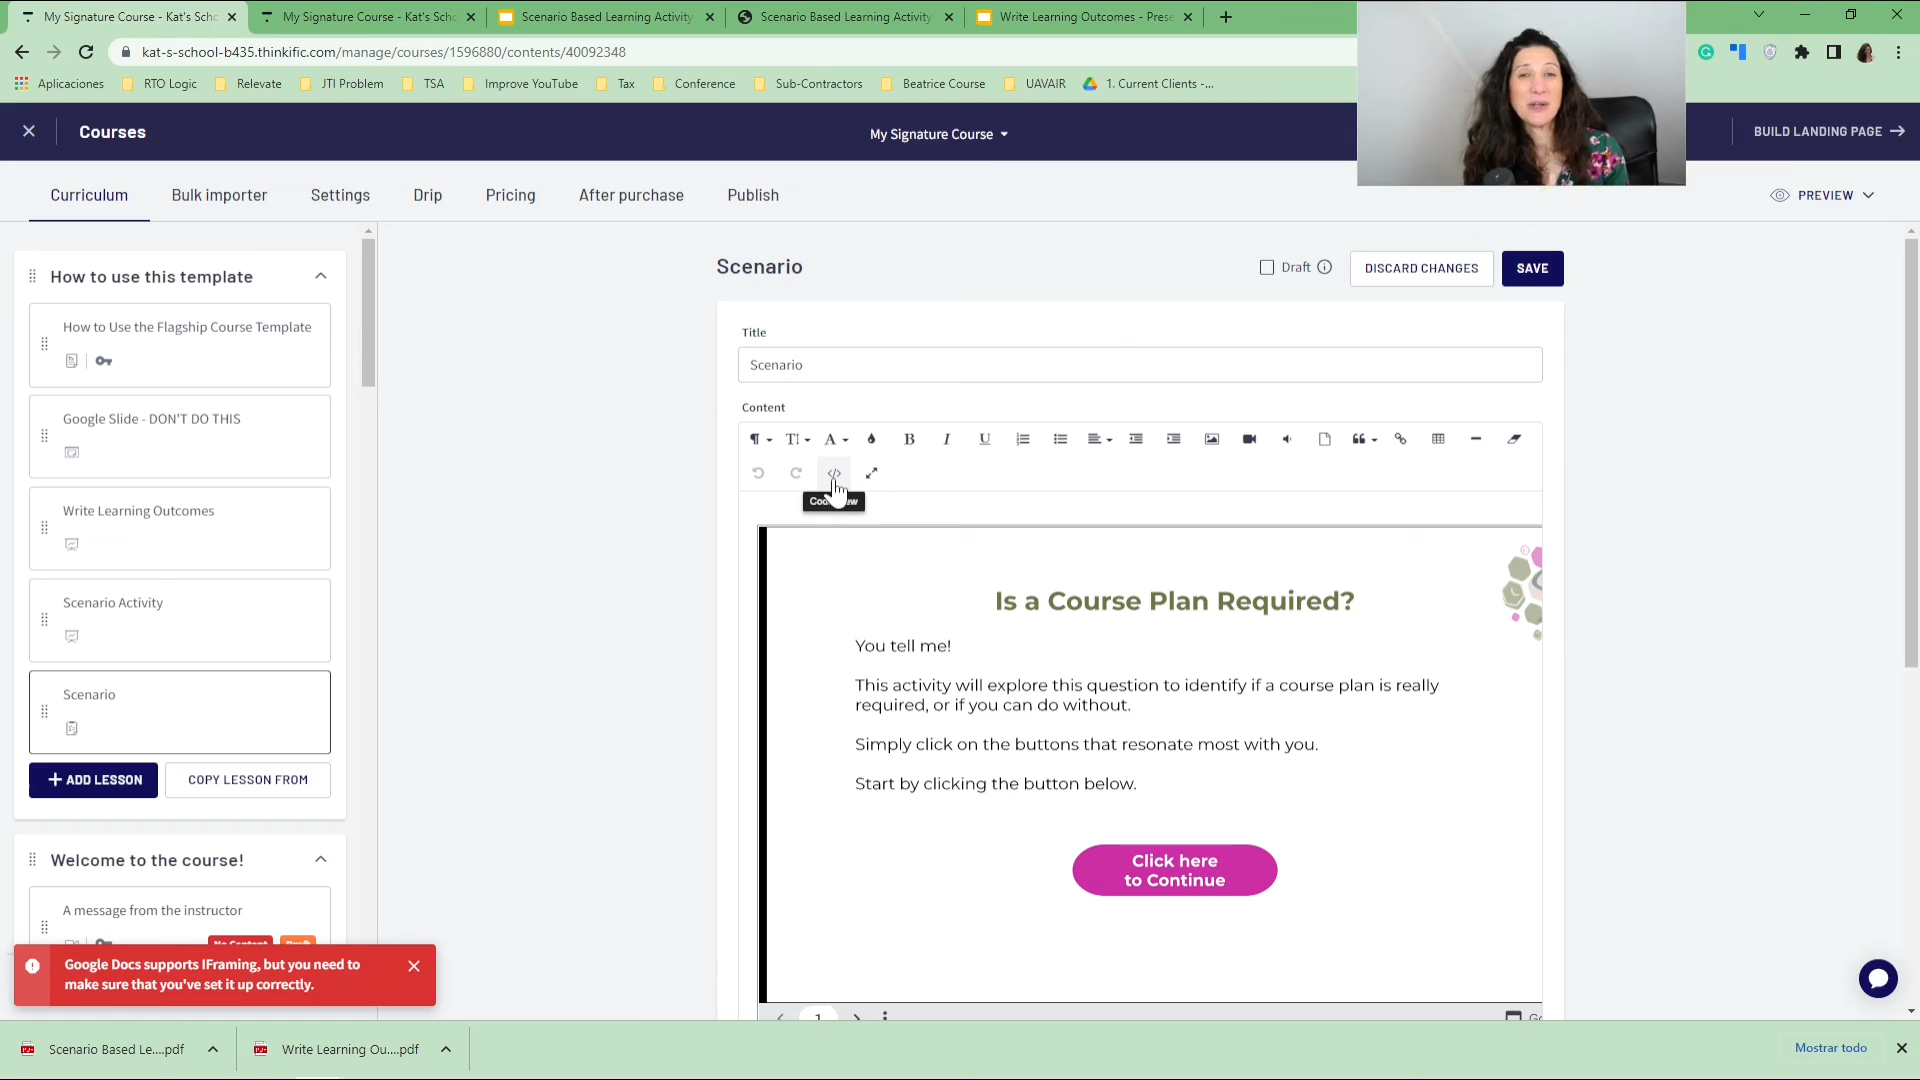 My Signature Course - Kat's Scho
My Signature Course - Kat's Scho
Scenario Based Learning Activity
Scenario Based Learning Activity
Write Learning Outcomes - Prese
kat-s-school-b435.thinkific.com/manage/courses/1596880/contents/40092348
Aplicaciones
RTO Logic
Relevate
JTI Problem
TSA
Improve YouTube
Tax
Conference
Sub-Contractors
Beatrice Course
UAVAIR
1. Current Clients -...
Courses
My Signature Course
BUILD LANDING PAGE
Curriculum
Bulk importer
Settings
Drip
Pricing
After purchase
Publish
PREVIEW
How to use this template
How to Use the Flagship Course Template
Google Slide - DON'T DO THIS
Write Learning Outcomes
Scenario Activity
Scenario
+ ADD LESSON
COPY LESSON FROM
Welcome to the course!
A message from the instructor
No Content
Draft
Google Docs supports IFraming, but you need to
make sure that you've set it up correctly.
Scenario
Draft
DISCARD CHANGES
SAVE
Title
Scenario
Content
Is a Course Plan Required?
You tell me!
This activity will explore this question to identify if a course plan is really
required, or if you can do without.
Simply click on the buttons that resonate most with you.
Start by clicking the button below.
Click here
to Continue
1
Scenario Based Le....pdf
Write Learning Ou....pdf
Mostrar todo